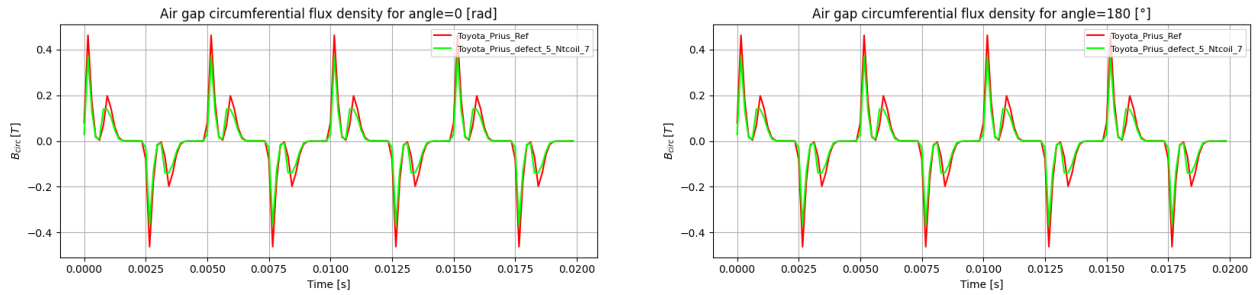 Air gap circumferential flux density for angle=0 [rad]
Toyota_Prius_Ref
Toyota_Prius_defect_5_Ntcoil_7
0.4
0.2
0.0
−0.2
−0.4
B_circ [T]
0.0000 0.0025 0.0050 0.0075 0.0100 0.0125 0.0150 0.0175 0.0200
Time [s]
Air gap circumferential flux density for angle=180 [°]
Toyota_Prius_Ref
Toyota_Prius_defect_5_Ntcoil_7
0.4
0.2
0.0
−0.2
−0.4
B_circ [T]
0.0000 0.0025 0.0050 0.0075 0.0100 0.0125 0.0150 0.0175 0.0200
Time [s]